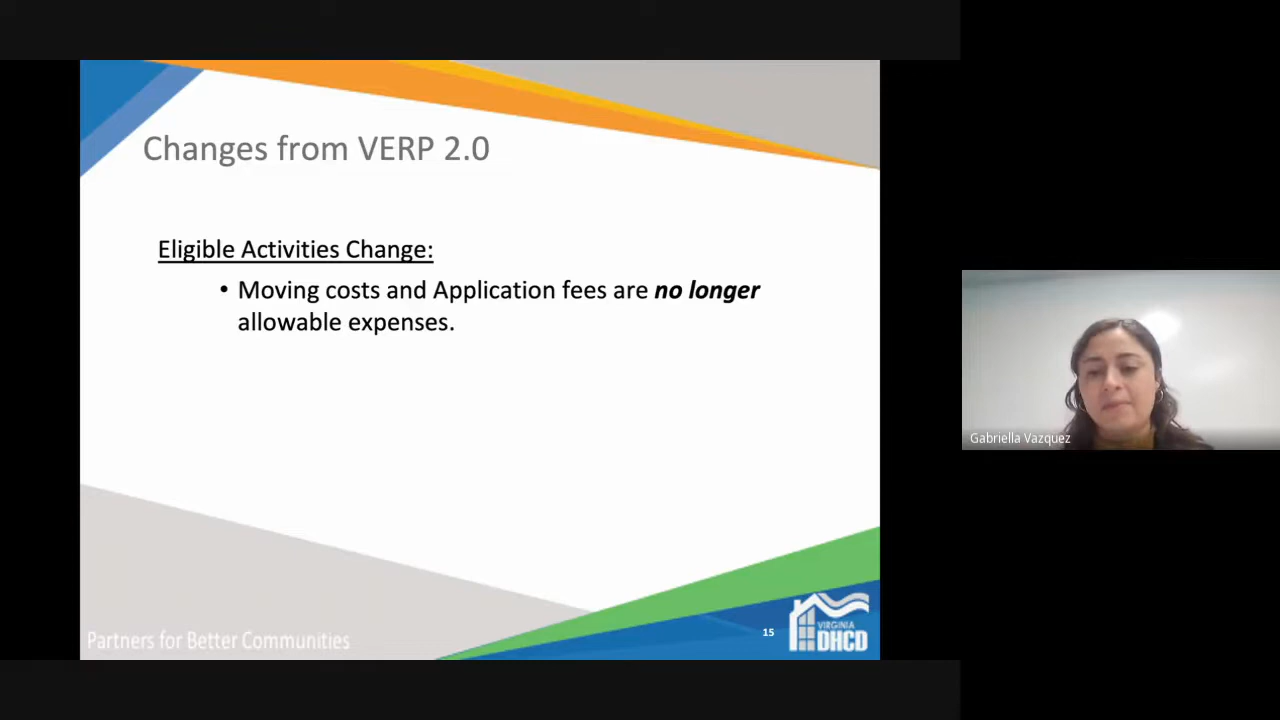 Changes from VERP 2.0
Eligible Activities Change:
• Moving costs and Application fees are no longer
allowable expenses.
Gabriella Vazquez
Partners for Better Communities
15
VIRGINIA
DHCD